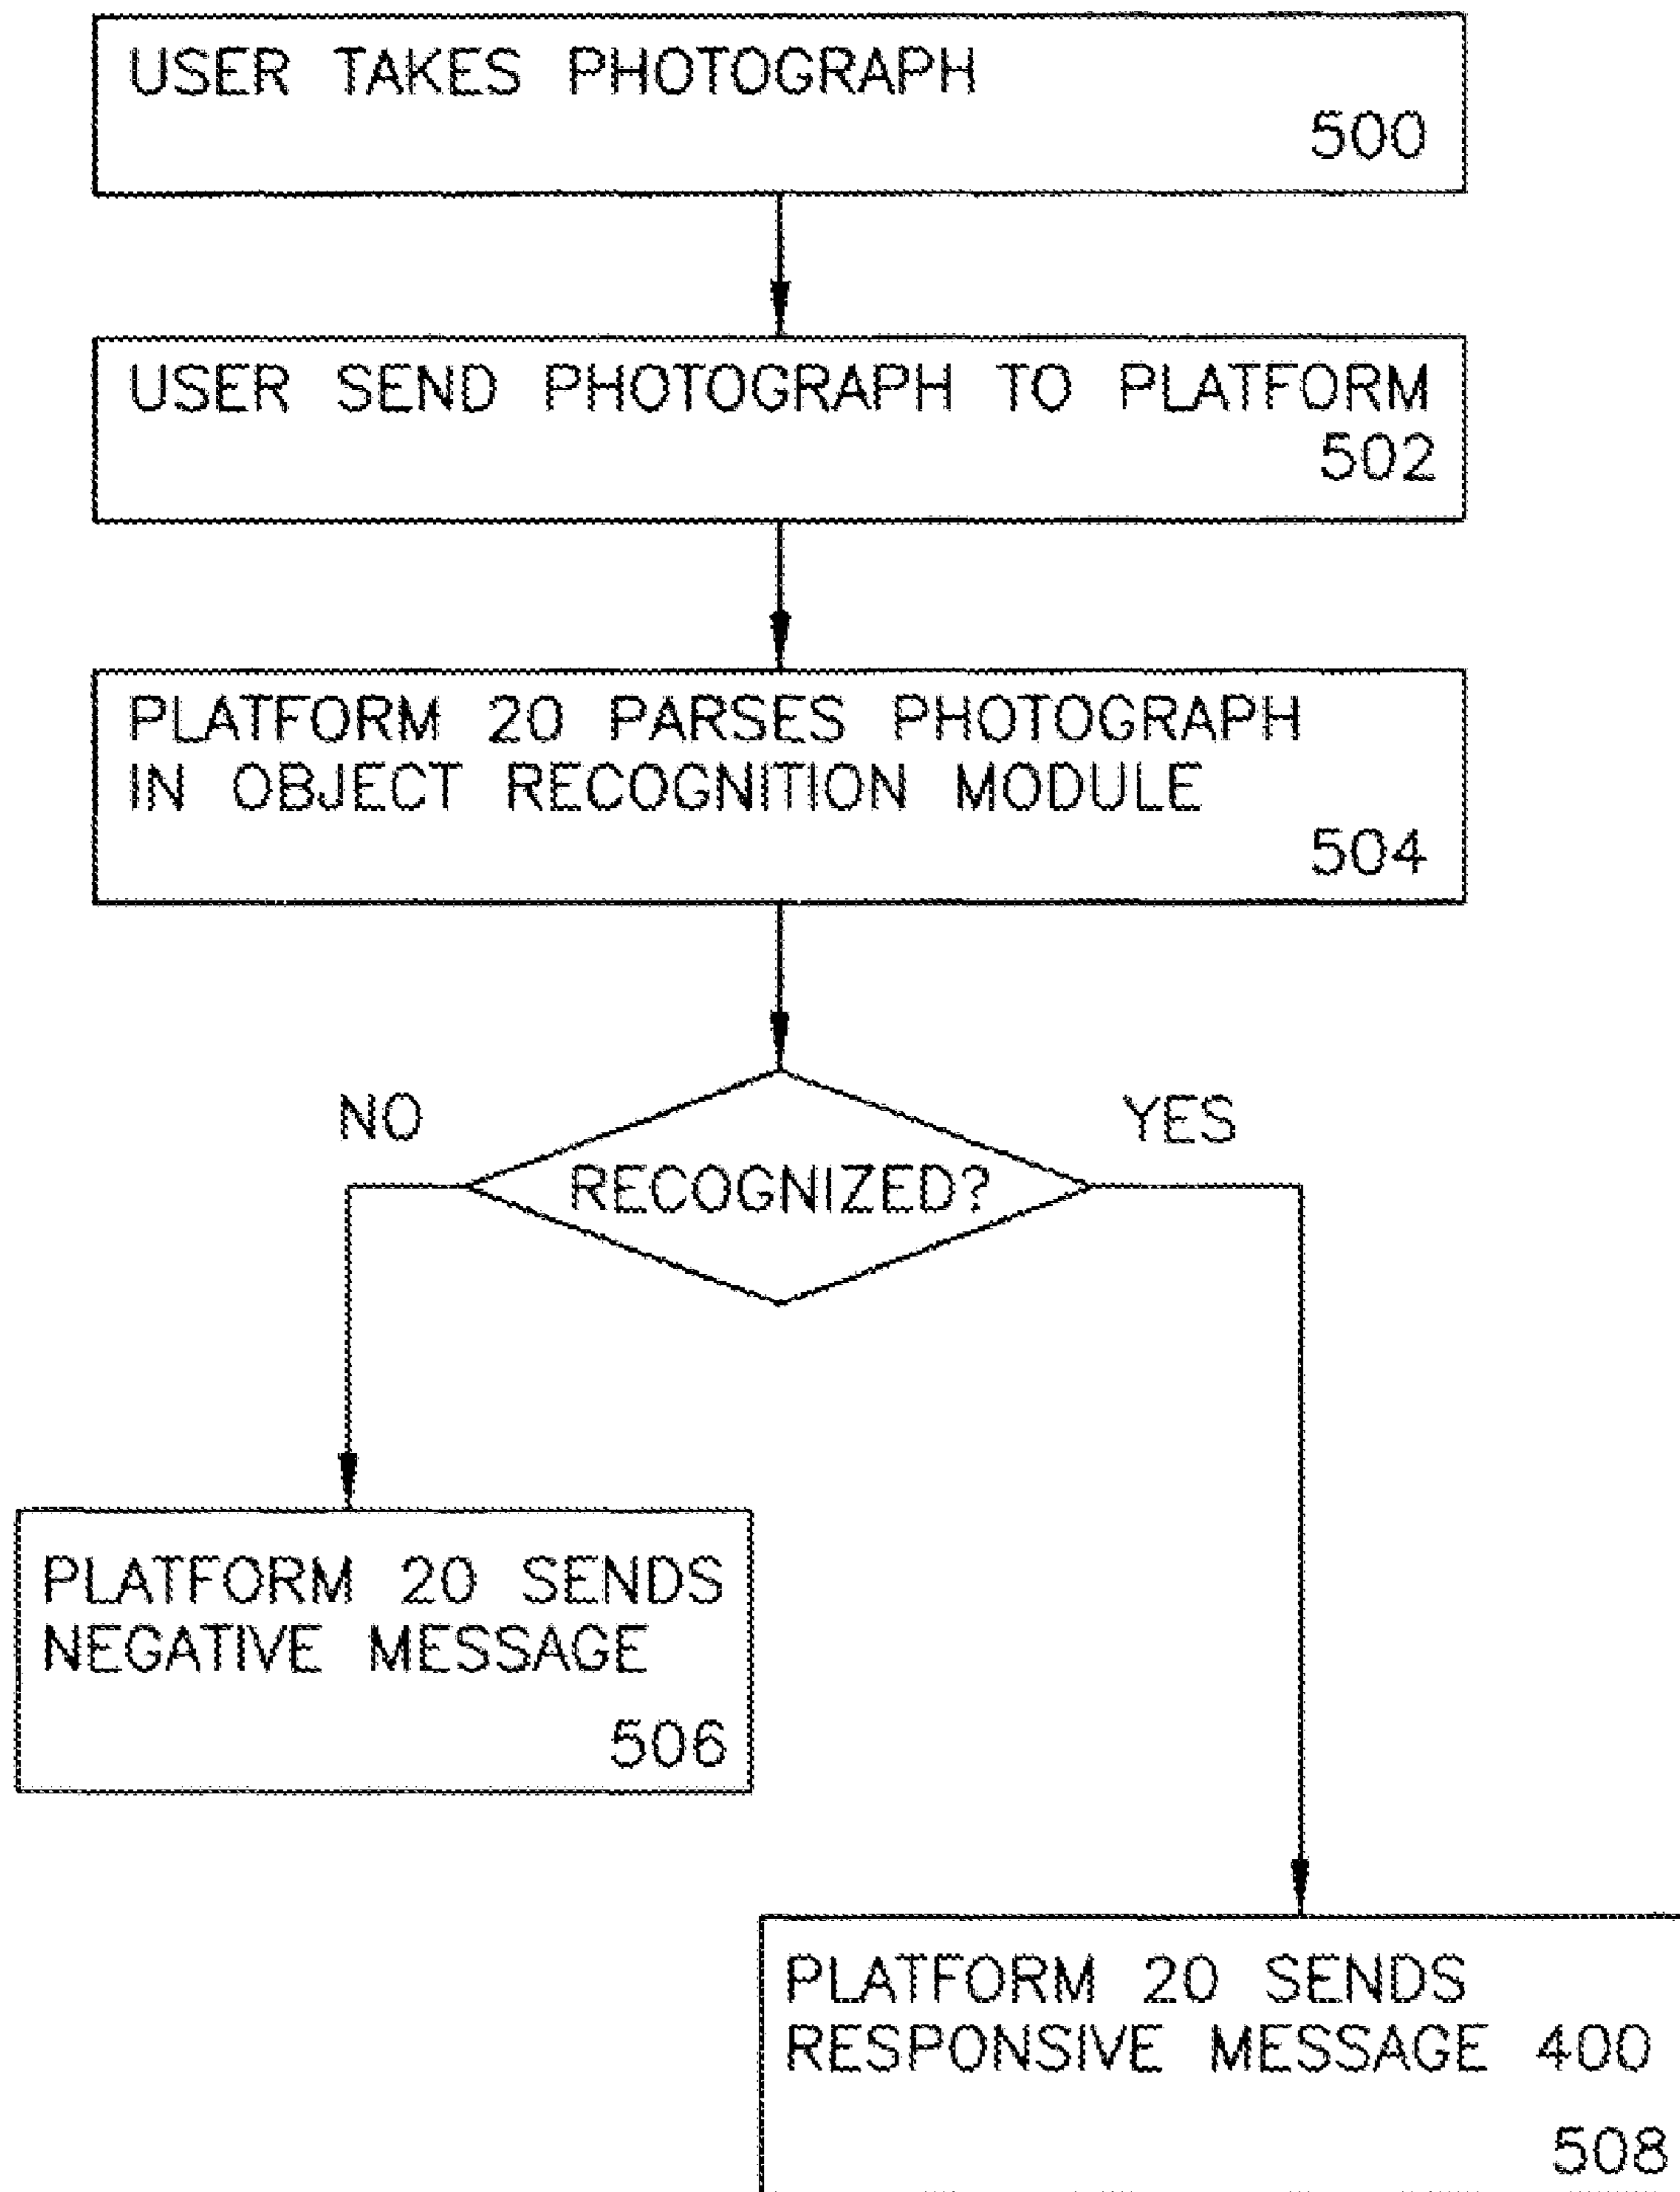 USER TAKES PHOTOGRAPH
500
USER SEND PHOTOGRAPH TO PLATFORM
502
PLATFORM 20 PARSES PHOTOGRAPH
IN OBJECT RECOGNITION MODULE
504
NO
YES
RECOGNIZED?
PLATFORM 20 SENDS
NEGATIVE MESSAGE
506
PLATFORM 20 SENDS
RESPONSIVE MESSAGE 400
508